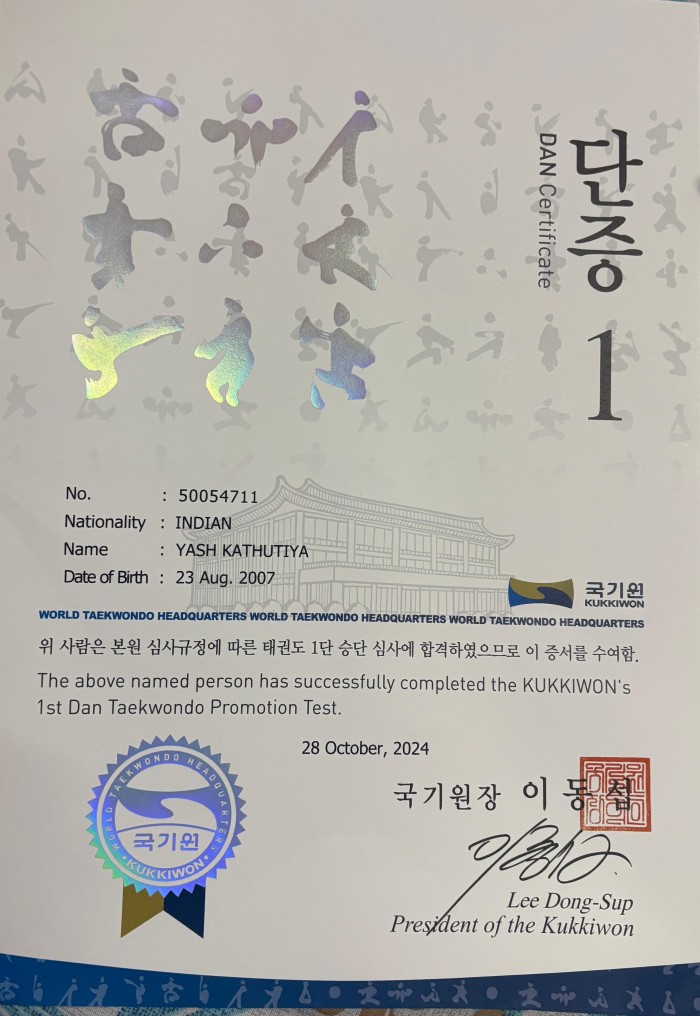 단증
DAN Certificate
1
No. : 50054711
Nationality : INDIAN
Name : YASH KATHUTIYA
Date of Birth : 23 Aug. 2007
국기원
KUKKIWON
WORLD TAEKWONDO HEADQUARTERS WORLD TAEKWONDO HEADQUARTERS WORLD TAEKWONDO HEADQUARTERS
위 사람은 본원 심사규정에 따른 태권도 1단 승단 심사에 합격하였으므로 이 증서를 수여함.
The above named person has successfully completed the KUKKIWON's
1st Dan Taekwondo Promotion Test.
28 October, 2024
WORLD TAEKWONDO HEADQUARTERS
국기원
KUKKIWON
국기원장 이동섭
Lee Dong-Sup
President of the Kukkiwon